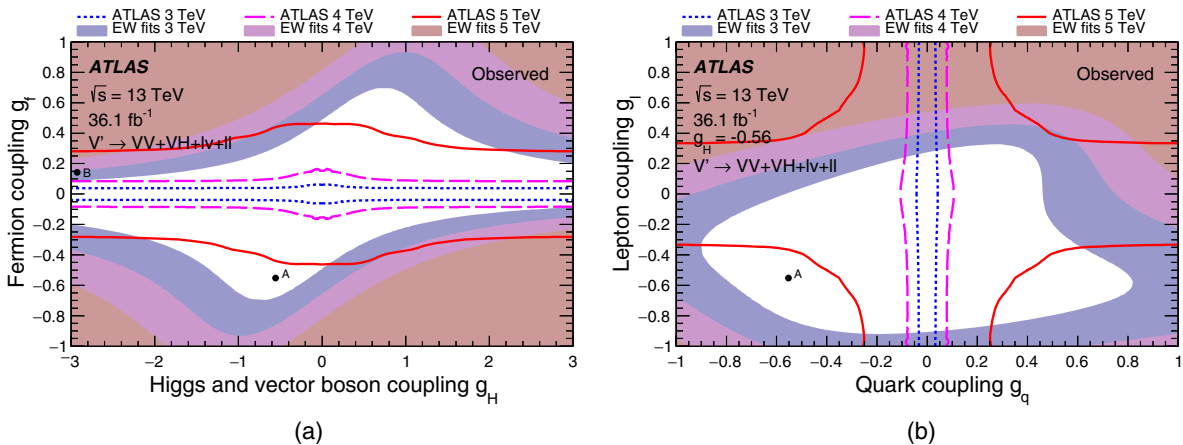 ATLAS 3 TeV ATLAS 4 TeV ATLAS 5 TeV
EW fits 3 TeV EW fits 4 TeV EW fits 5 TeV
ATLAS
Observed
√s = 13 TeV
36.1 fb⁻¹
V' → VV+VH+lν+ll
B
A
1
0.8
0.6
0.4
0.2
0
−0.2
−0.4
−0.6
−0.8
−1
Fermion coupling g_f
−3 −2 −1 0 1 2 3
Higgs and vector boson coupling g_H
(a)
ATLAS 3 TeV ATLAS 4 TeV ATLAS 5 TeV
EW fits 3 TeV EW fits 4 TeV EW fits 5 TeV
ATLAS
Observed
√s = 13 TeV
36.1 fb⁻¹
g_H = -0.56
V' → VV+VH+lν+ll
A
1
0.8
0.6
0.4
0.2
0
−0.2
−0.4
−0.6
−0.8
−1
Lepton coupling g_l
−1 −0.8 −0.6 −0.4 −0.2 0 0.2 0.4 0.6 0.8 1
Quark coupling g_q
(b)